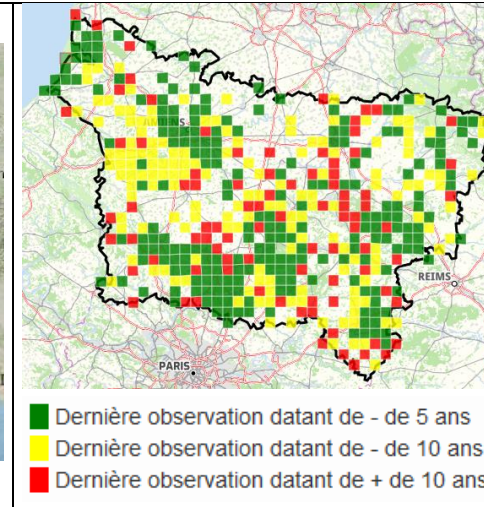 AMIENS
REIMS
PARIS
Dernière observation datant de - de 5 ans
Dernière observation datant de - de 10 ans
Dernière observation datant de + de 10 ans